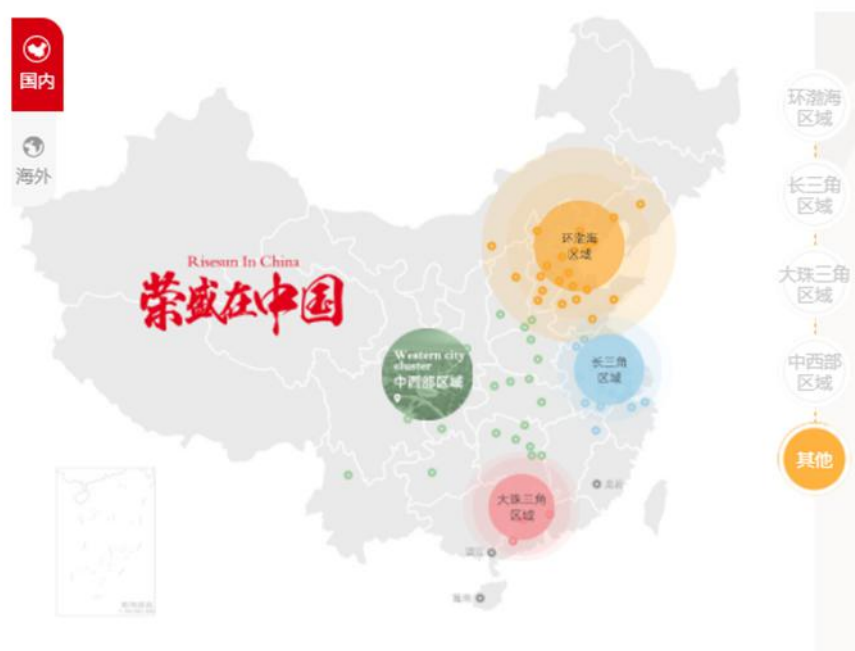 国内
海外
Risesun In China
荣盛在中国
环渤海
区域
Western city
cluster
中西部区域
长三角
区域
大珠三角
区域
环渤海
区域
长三角
区域
大珠三角
区域
中西部
区域
其他